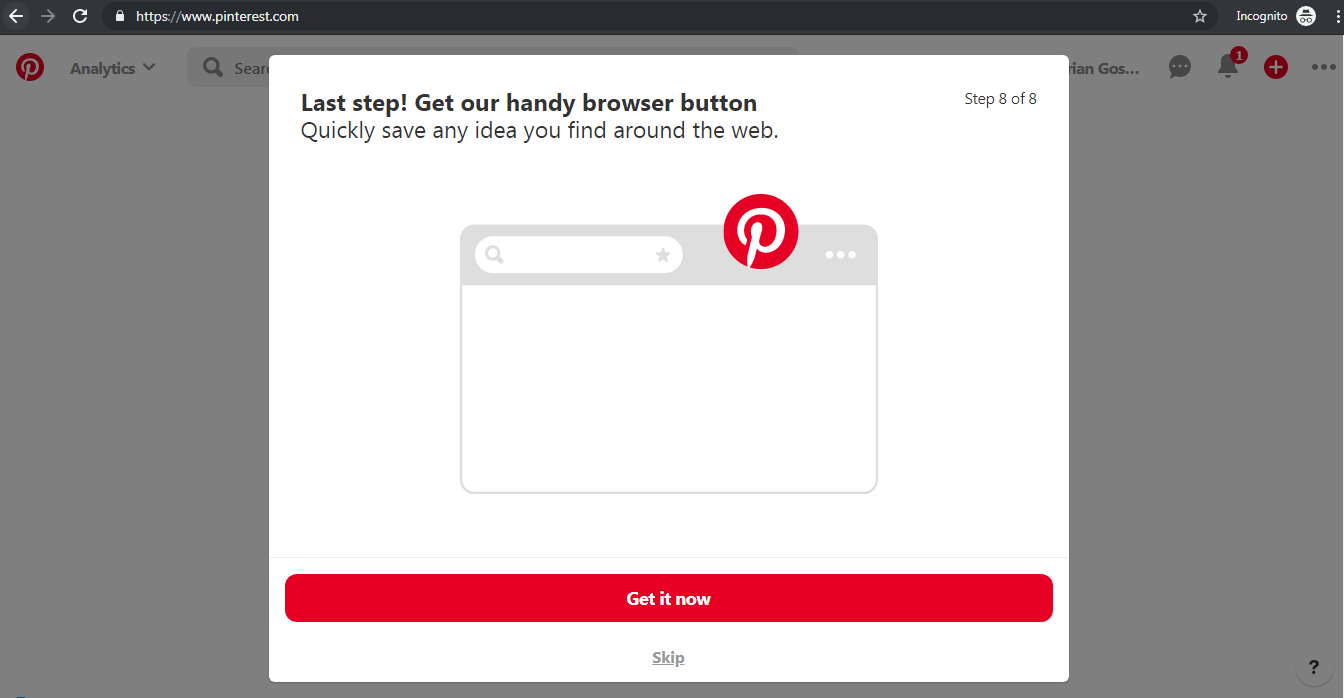 https://www.pinterest.com
Incognito
Analytics
Sear
rian Gos...
1
Last step! Get our handy browser button
Step 8 of 8
Quickly save any idea you find around the web.
Get it now
Skip
?